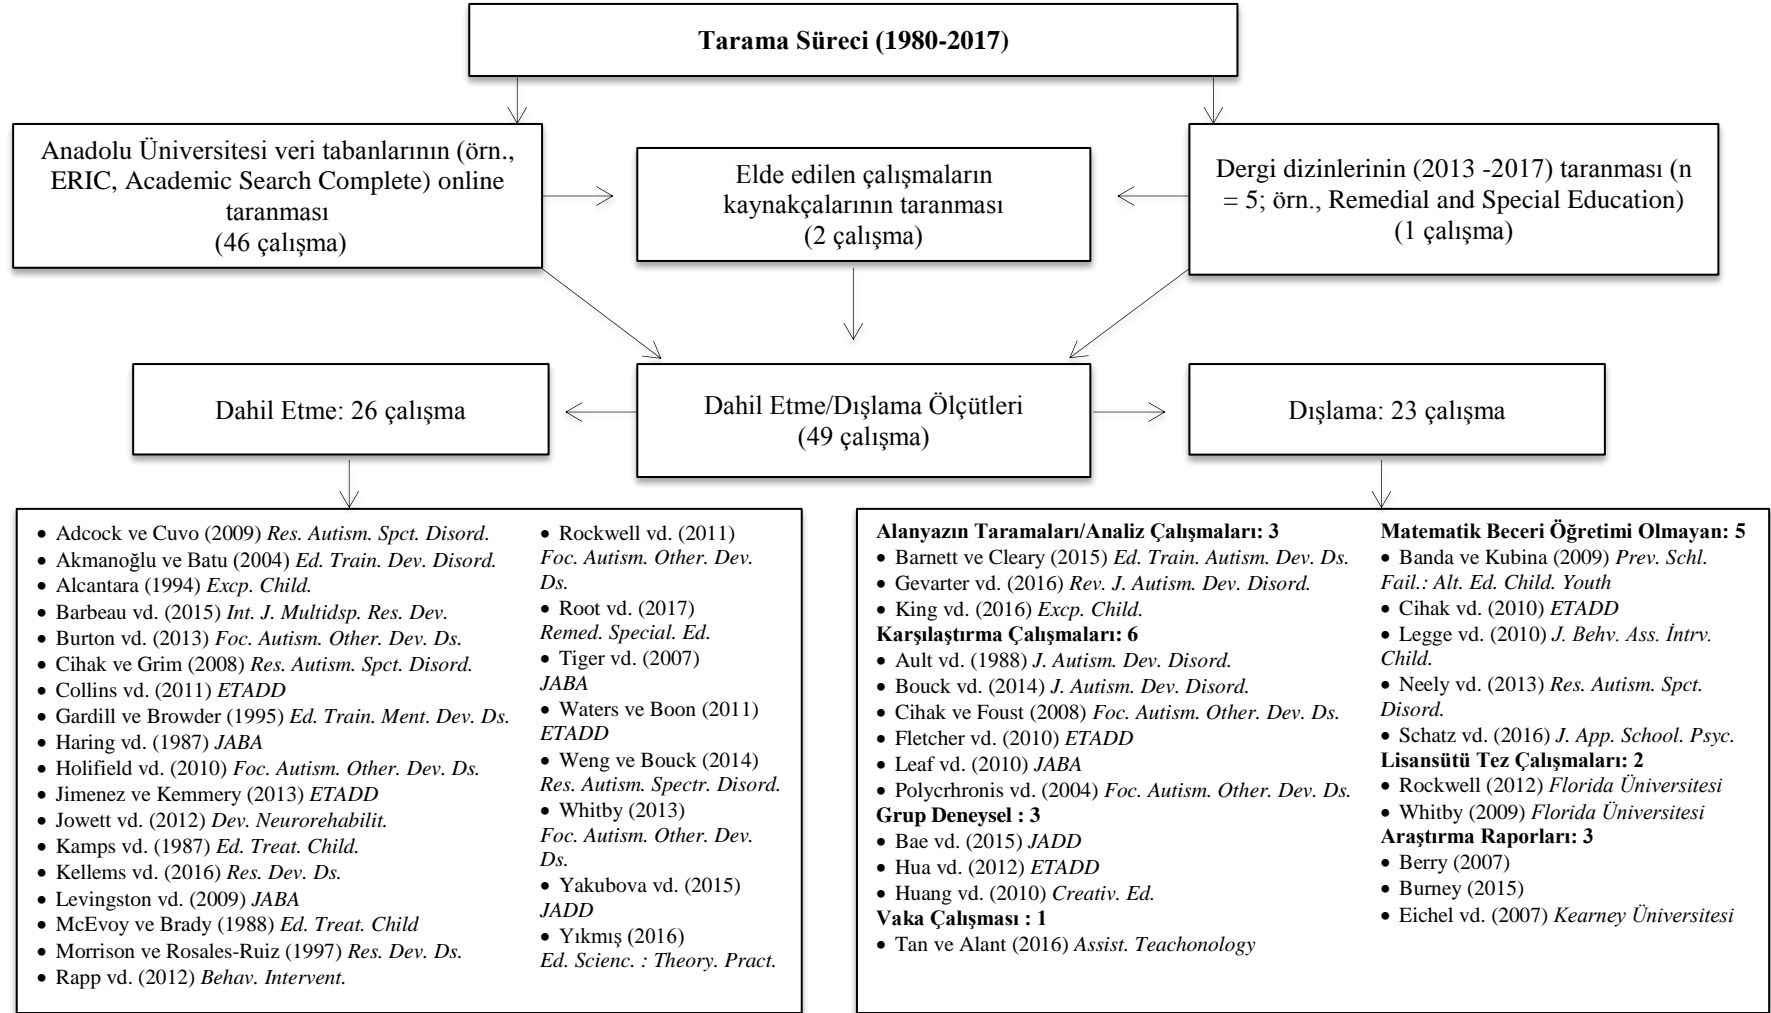 Tarama Süreci (1980-2017)
Anadolu Üniversitesi veri tabanlarının (örn.,
ERIC, Academic Search Complete) online
taranması
(46 çalışma)
Elde edilen çalışmaların
kaynakçalarının taranması
(2 çalışma)
Dergi dizinlerinin (2013 -2017) taranması (n
= 5; örn., Remedial and Special Education)
(1 çalışma)
Dahil Etme: 26 çalışma
Dahil Etme/Dışlama Ölçütleri
(49 çalışma)
Dışlama: 23 çalışma
• Adcock ve Cuvo (2009) Res. Autism. Spct. Disord.
• Akmanoğlu ve Batu (2004) Ed. Train. Dev. Disord.
• Alcantara (1994) Excp. Child.
• Barbeau vd. (2015) Int. J. Multidsp. Res. Dev.
• Burton vd. (2013) Foc. Autism. Other. Dev. Ds.
• Cihak ve Grim (2008) Res. Autism. Spct. Disord.
• Collins vd. (2011) ETADD
• Gardill ve Browder (1995) Ed. Train. Ment. Dev. Ds.
• Haring vd. (1987) JABA
• Holifield vd. (2010) Foc. Autism. Other. Dev. Ds.
• Jimenez ve Kemmery (2013) ETADD
• Jowett vd. (2012) Dev. Neurorehabilit.
• Kamps vd. (1987) Ed. Treat. Child.
• Kellems vd. (2016) Res. Dev. Ds.
• Levingston vd. (2009) JABA
• McEvoy ve Brady (1988) Ed. Treat. Child
• Morrison ve Rosales-Ruiz (1997) Res. Dev. Ds.
• Rapp vd. (2012) Behav. Intervent.
• Rockwell vd. (2011)
Foc. Autism. Other. Dev.
Ds.
• Root vd. (2017)
Remed. Special. Ed.
• Tiger vd. (2007)
JABA
• Waters ve Boon (2011)
ETADD
• Weng ve Bouck (2014)
Res. Autism. Spectr. Disord.
• Whitby (2013)
Foc. Autism. Other. Dev.
Ds.
• Yakubova vd. (2015)
JADD
• Yıkmış (2016)
Ed. Scienc. : Theory. Pract.
Alanyazın Taramaları/Analiz Çalışmaları: 3
• Barnett ve Cleary (2015) Ed. Train. Autism. Dev. Ds.
• Gevarter vd. (2016) Rev. J. Autism. Dev. Disord.
• King vd. (2016) Excp. Child.
Karşılaştırma Çalışmaları: 6
• Ault vd. (1988) J. Autism. Dev. Disord.
• Bouck vd. (2014) J. Autism. Dev. Disord.
• Cihak ve Foust (2008) Foc. Autism. Other. Dev. Ds.
• Fletcher vd. (2010) ETADD
• Leaf vd. (2010) JABA
• Polycrhronis vd. (2004) Foc. Autism. Other. Dev. Ds.
Grup Deneysel : 3
• Bae vd. (2015) JADD
• Hua vd. (2012) ETADD
• Huang vd. (2010) Creativ. Ed.
Vaka Çalışması : 1
• Tan ve Alant (2016) Assist. Teachonology
Matematik Beceri Öğretimi Olmayan: 5
• Banda ve Kubina (2009) Prev. Schl.
Fail.: Alt. Ed. Child. Youth
• Cihak vd. (2010) ETADD
• Legge vd. (2010) J. Behv. Ass. İntrv.
Child.
• Neely vd. (2013) Res. Autism. Spct.
Disord.
• Schatz vd. (2016) J. App. School. Psyc.
Lisansütü Tez Çalışmaları: 2
• Rockwell (2012) Florida Üniversitesi
• Whitby (2009) Florida Üniversitesi
Araştırma Raporları: 3
• Berry (2007)
• Burney (2015)
• Eichel vd. (2007) Kearney Üniversitesi